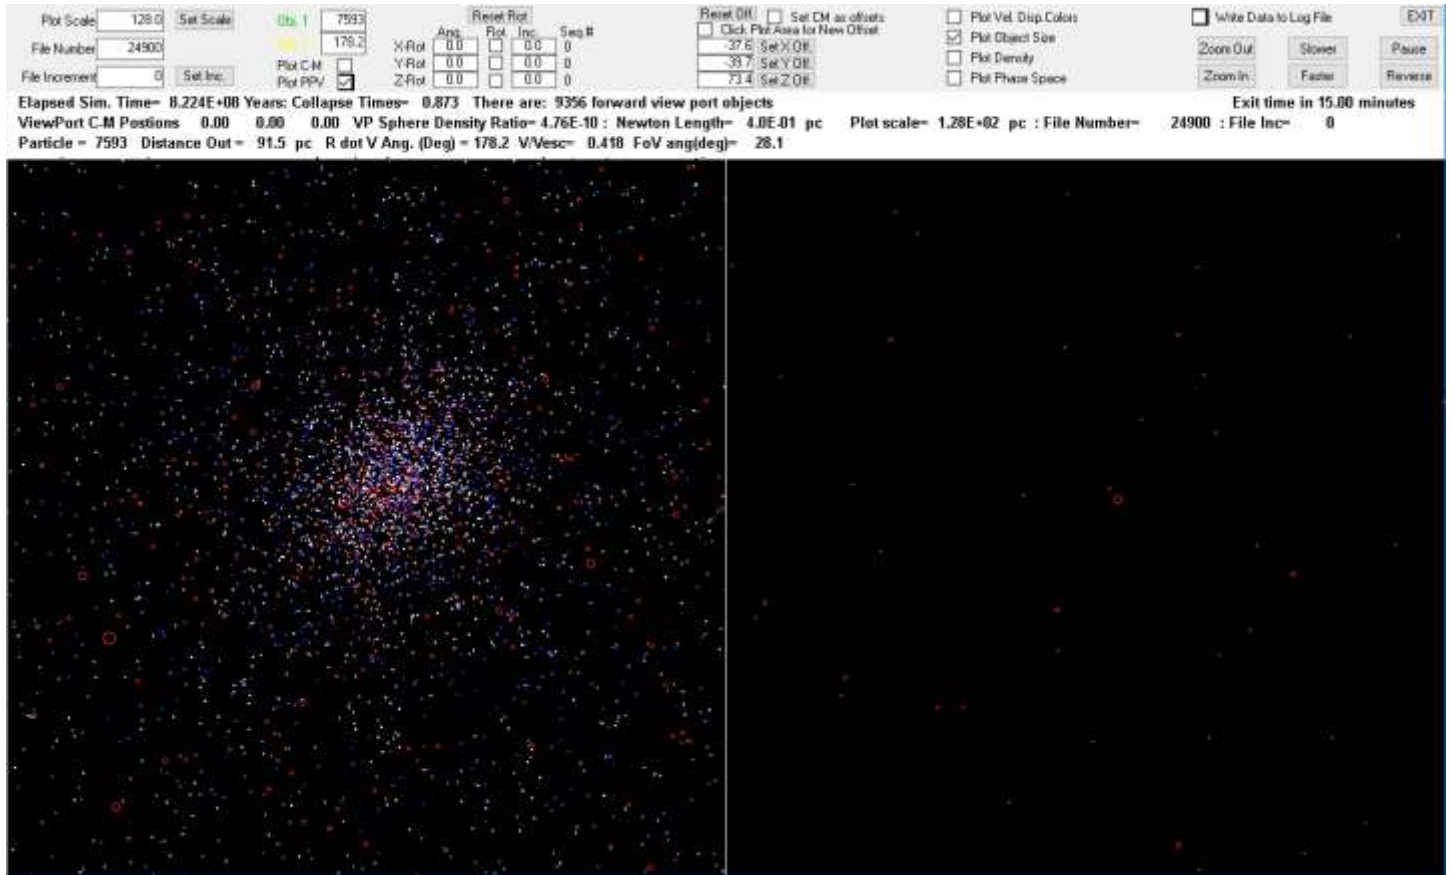 Plot Scale 128.0 Set Scale Obj. 1 7593 Reset Rot Reset Off. Set CM as offsets Plot Vel. Disp.Colors Write Data to Log File EXIT
178.2 Ang. Rot Inc. Seq.# Click Plot Area for New Offset Plot Object Size
File Number 24900 X-Rot 0.0 0.0 0 -37.6 Set X Off. Zoom Out Slower Pause
Plot C-M Y-Rot 0.0 0.0 0 -39.7 Set Y Off. Plot Density
File Increment 0 Set Inc. Plot PPV Z-Rot 0.0 0.0 0 73.4 Set Z Off. Plot Phase Space Zoom In Faster Reverse
Elapsed Sim. Time= 8.224E+08 Years: Collapse Times= 0.873 There are: 9356 forward view port objects Exit time in 15.00 minutes
ViewPort C-M Postions 0.00 0.00 0.00 VP Sphere Density Ratio= 4.76E-10 : Newton Length= 4.0E-01 pc Plot scale= 1.28E+02 pc : File Number= 24900 : File Inc= 0
Particle = 7593 Distance Out = 91.5 pc R dot V Ang. (Deg) = 178.2 V/Vesc= 0.418 FoV ang(deg)= 28.1